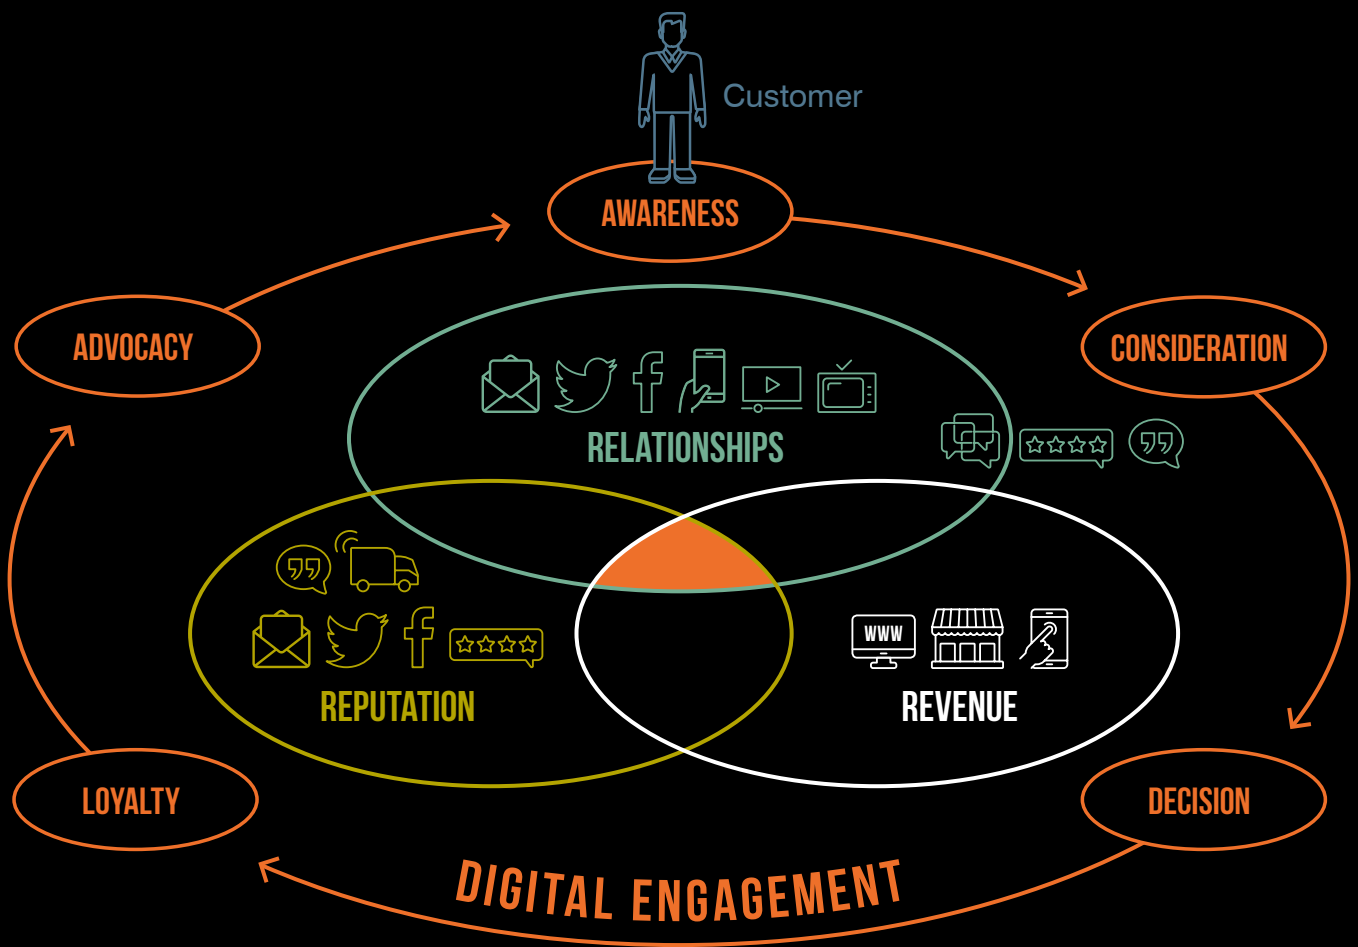 Customer
AWARENESS
ADVOCACY
CONSIDERATION
RELATIONSHIPS
WWW
REPUTATION
REVENUE
LOYALTY
DECISION
DIGITAL ENGAGEMENT